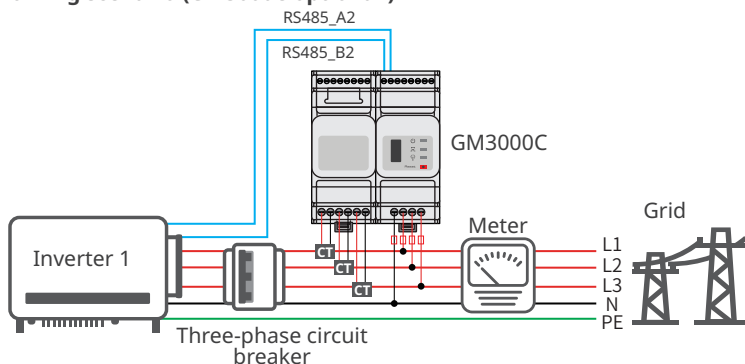 RS485_A2
RS485_B2
GM3000C
Meter
Grid
Inverter 1
CT
CT
CT
L1
L2
L3
N
PE
Three-phase circuit
breaker